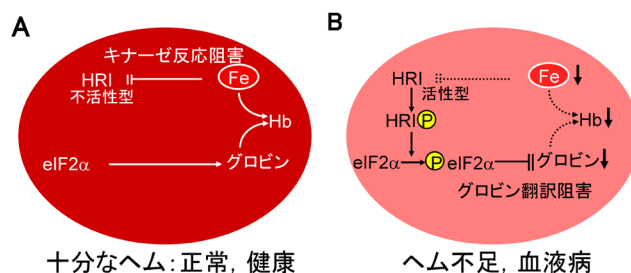 A
キナーゼ反応阻害
HRI
不活性型
Fe
Hb
eIF2α
グロビン
十分なヘム：正常，健康
B
HRI
活性型
Fe
HRI P
Hb
eIF2α
P eIF2α
グロビン
グロビン翻訳阻害
ヘム不足，血液病